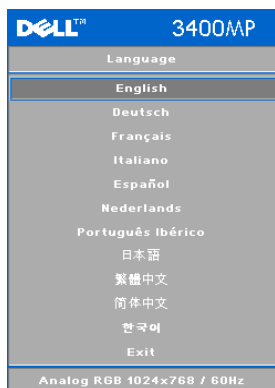 DELL™ 3400MP
Language
English
Deutsch
Français
Italiano
Español
Nederlands
Português Ibérico
日本語
繁體中文
简体中文
한국어
Exit
Analog RGB 1024x768 / 60Hz